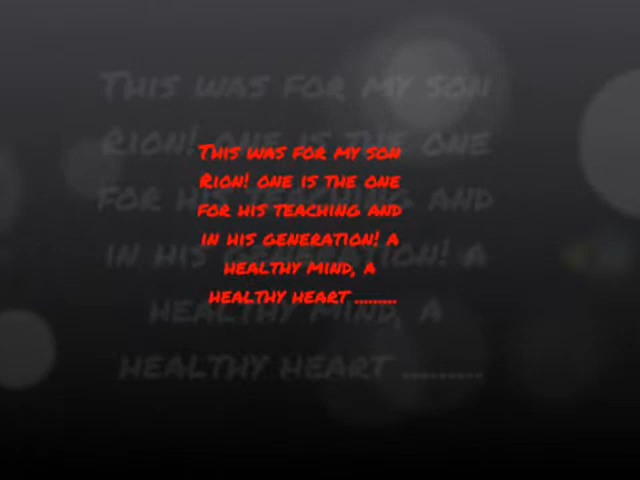 This was for my son
Rion! one is the one
for his teaching and
in his generation! a
healthy mind, a
healthy heart .........